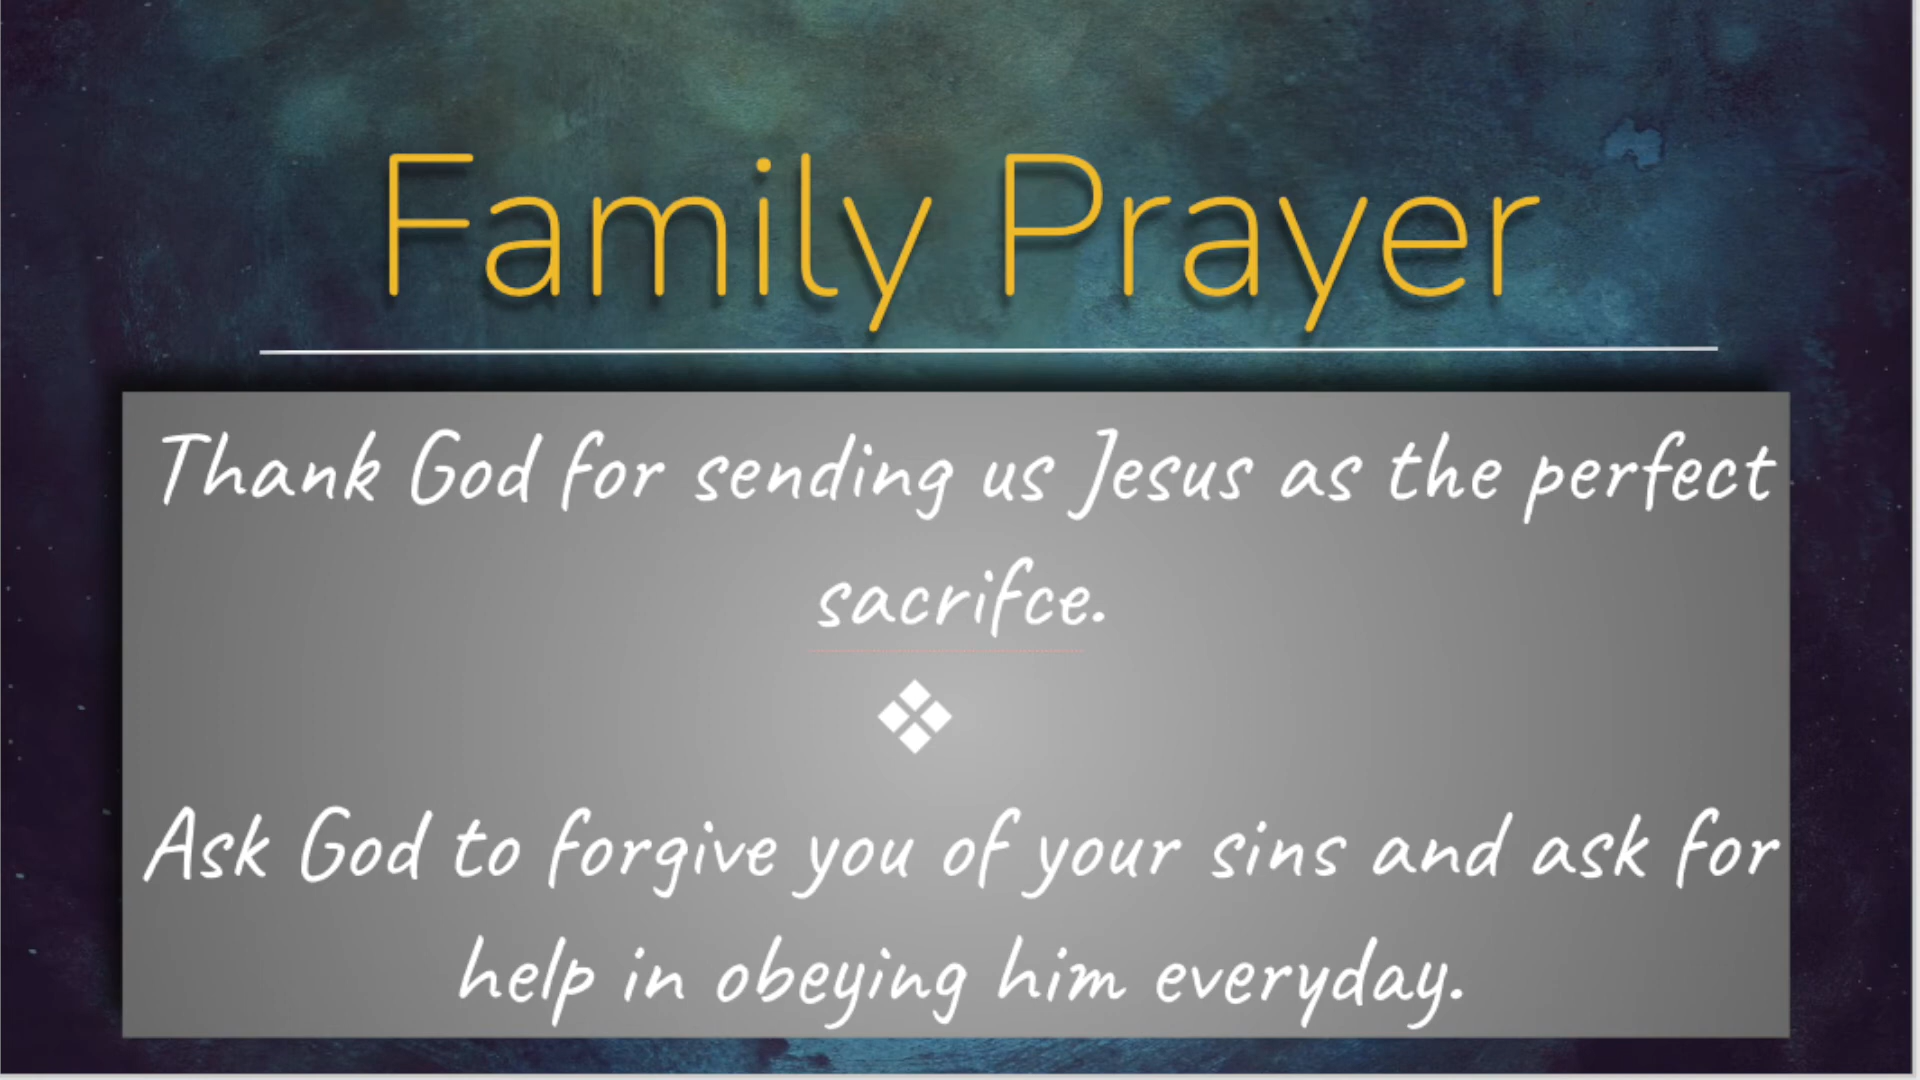 Family Prayer
Thank God for sending us Jesus as the perfect
sacrifce.
❖
Ask God to forgive you of your sins and ask for
help in obeying him everyday.